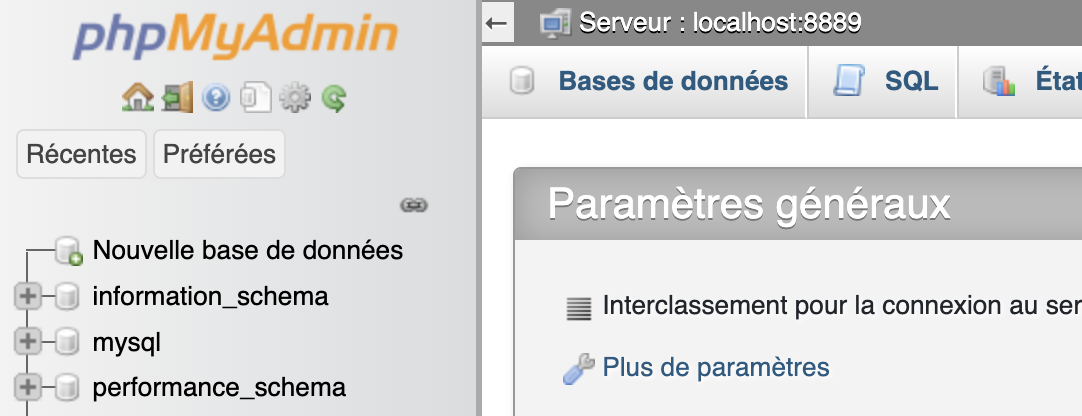 phpMyAdmin
Récentes Préférées
Nouvelle base de données
information_schema
mysql
performance_schema
Serveur : localhost:8889
Bases de données SQL État
Paramètres généraux
Interclassement pour la connexion au ser
Plus de paramètres